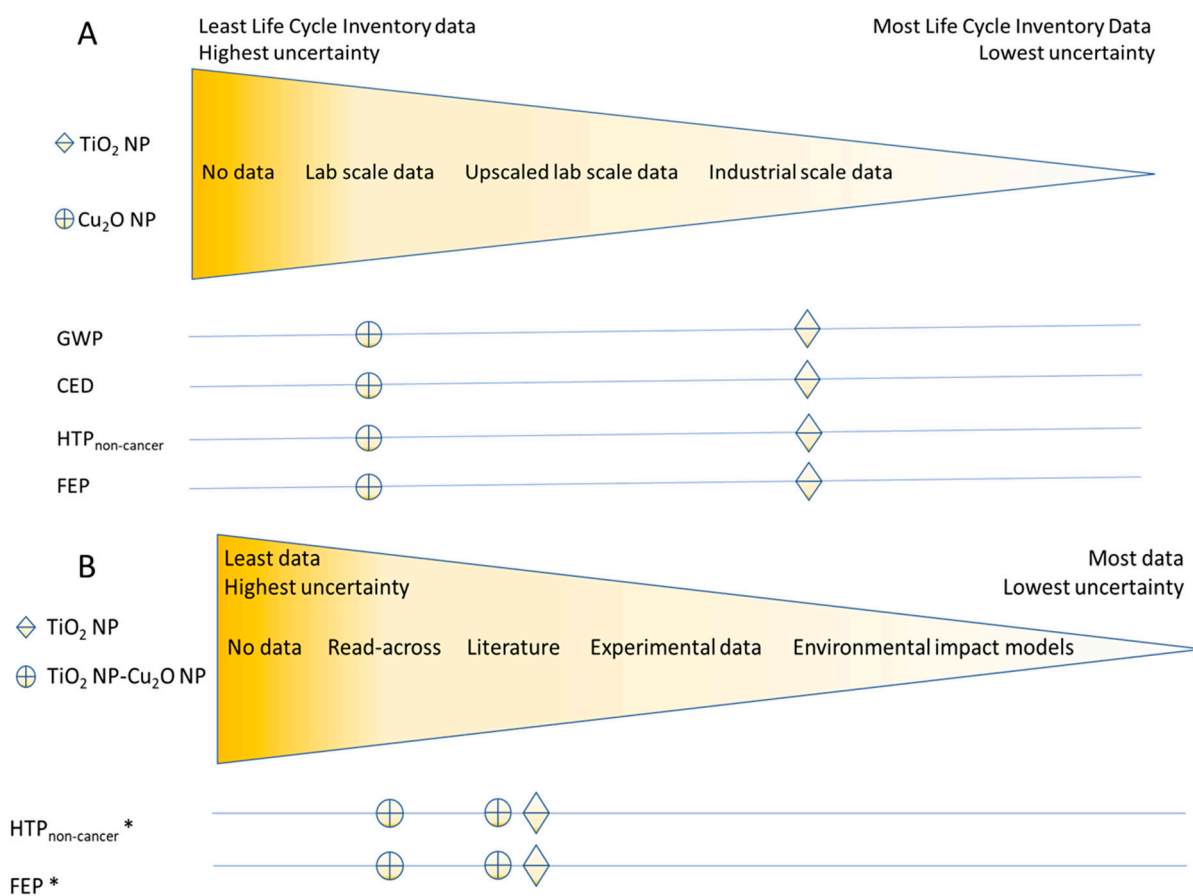 A
Least Life Cycle Inventory data
Highest uncertainty
Most Life Cycle Inventory Data
Lowest uncertainty
TiO₂ NP
Cu₂O NP
No data Lab scale data Upscaled lab scale data Industrial scale data
GWP
CED
HTPnon-cancer
FEP
B
Least data
Highest uncertainty
Most data
Lowest uncertainty
TiO₂ NP
TiO₂ NP-Cu₂O NP
No data Read-across Literature Experimental data Environmental impact models
HTPnon-cancer *
FEP *